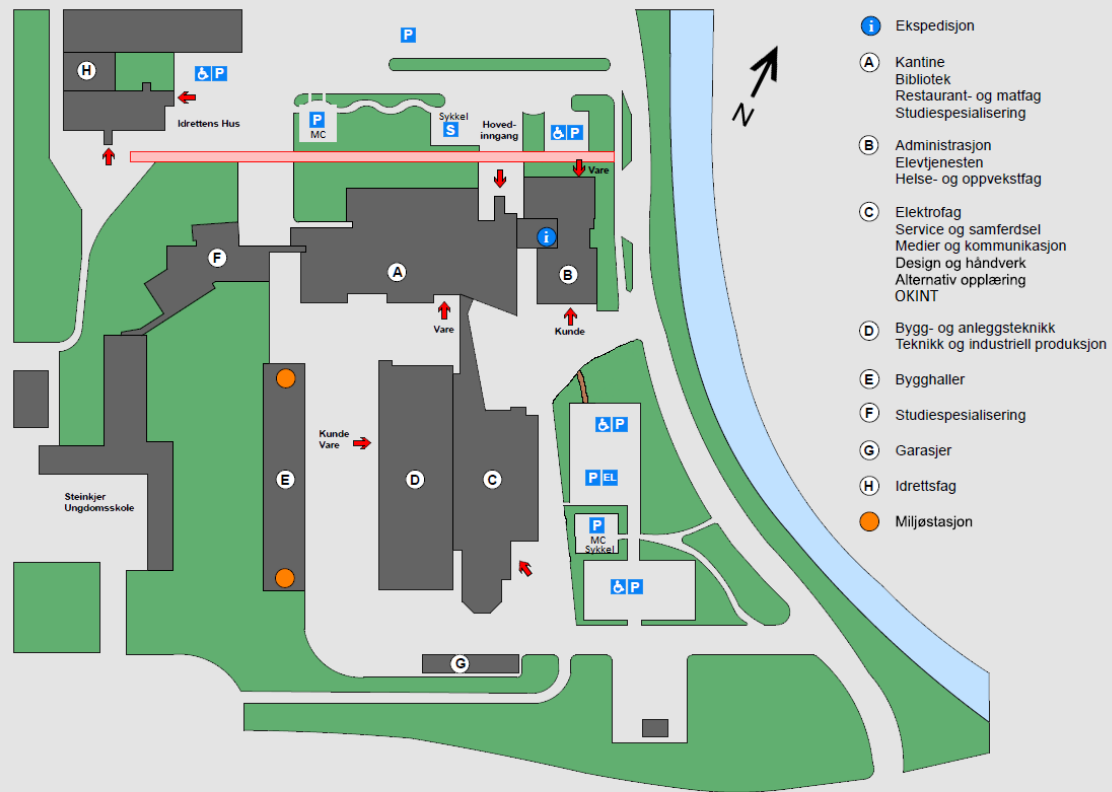 P
H
P
Idrettens Hus
P
MC
Sykkel
S
Hoved-
inngang
P
Vare
N
F
A
i
B
Vare
Kunde
Kunde
Vare
E
D
C
P
P EL
P
MC
Sykkel
P
Steinkjer
Ungdomsskole
G
i Ekspedisjon
A Kantine
Bibliotek
Restaurant- og matfag
Studiespesialisering
B Administrasjon
Elevtjenesten
Helse- og oppvekstfag
C Elektrofag
Service og samferdsel
Medier og kommunikasjon
Design og håndverk
Alternativ opplæring
OKINT
D Bygg- og anleggsteknikk
Teknikk og industriell produksjon
E Bygghaller
F Studiespesialisering
G Garasjer
H Idrettsfag
Miljøstasjon